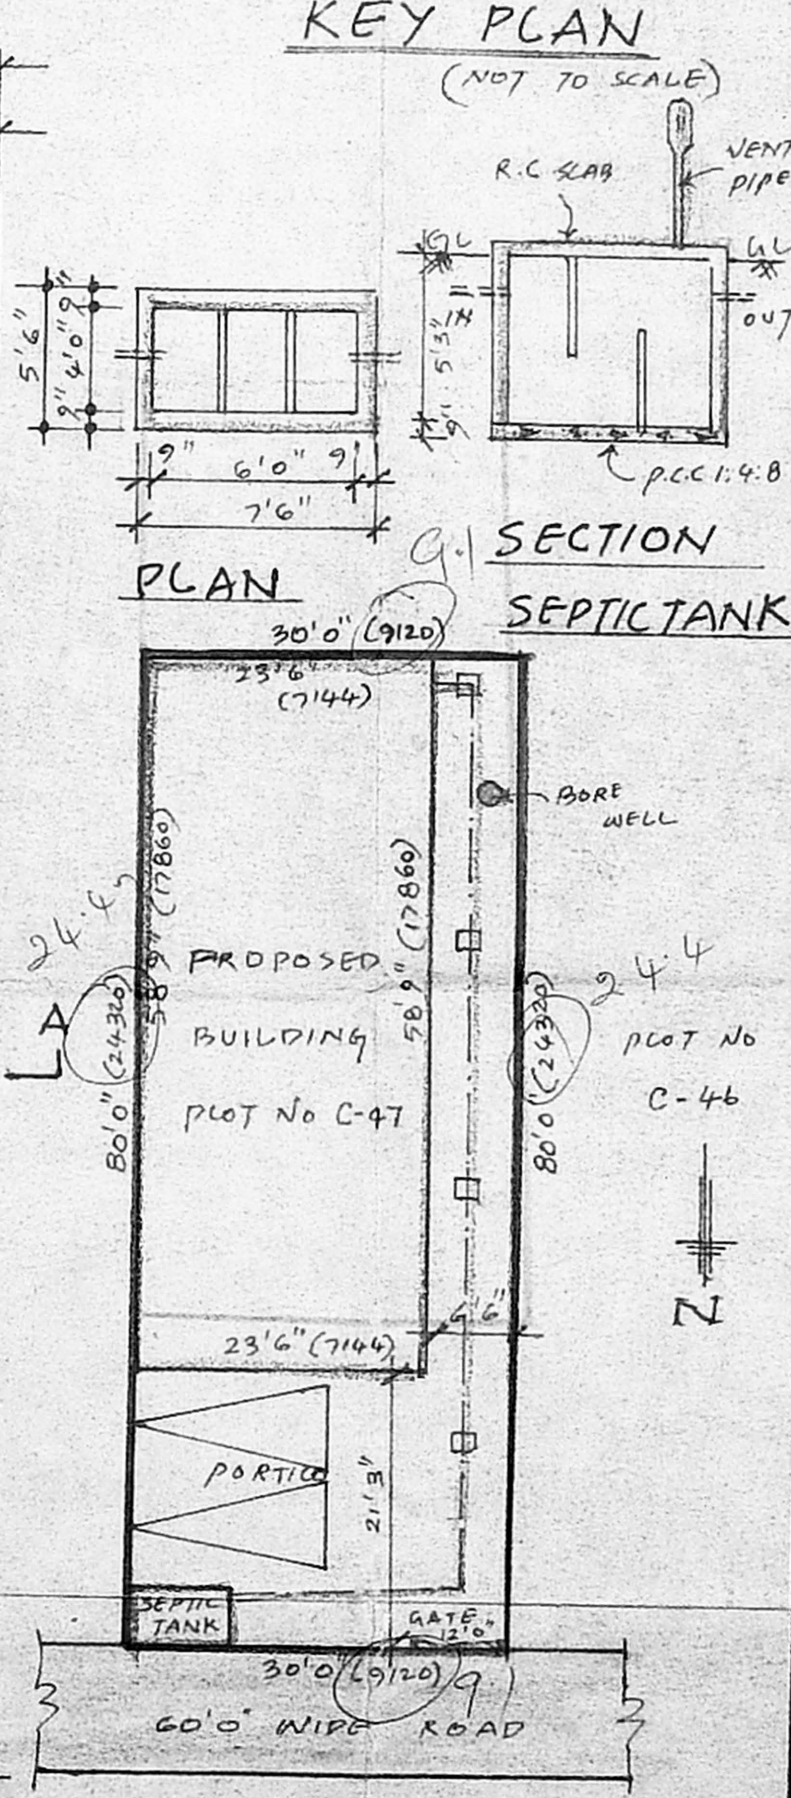 KEY PLAN
(NOT TO SCALE)
VENT
PIPE
R.C SLAB
GL
GL
IN
OUT
5'6"
9"
4'0"
9"
5'3"
9"
9"
6'0"
9
7'6"
P.C.C 1:4:8
9.1
SECTION
PLAN
SEPTIC TANK
30'0" (9120)
23'6"
(7144)
BORE
WELL
58'9" (17860)
58'9" (17860)
24.4
24.4
80'0" (24320)
80'0" (24320)
A
PROPOSED
BUILDING
PLOT NO C-47
PLOT NO
C-46
N
6'6"
23'6" (7144)
PORTICO
21'3"
SEPTIC
TANK
GATE
12'0"
30'0" (9120)
9.1
60'0" WIDE ROAD